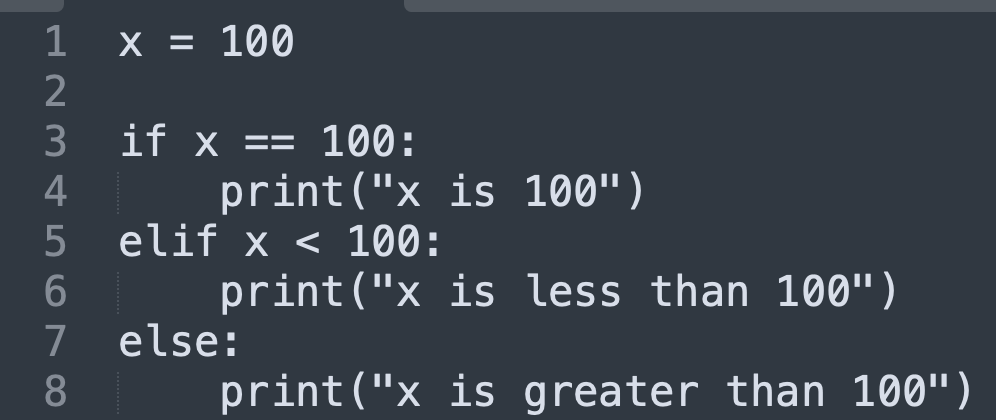 1 x = 100
2
3 if x == 100:
4     print("x is 100")
5 elif x < 100:
6     print("x is less than 100")
7 else:
8     print("x is greater than 100")